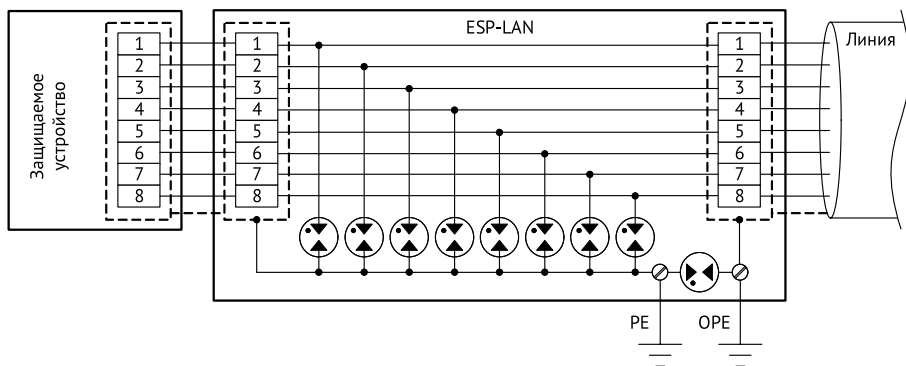 ESP-LAN
Линия
Защищаемое
устройство
1 1 1
2 2 2
3 3 3
4 4 4
5 5 5
6 6 6
7 7 7
8 8 8
PE OPE